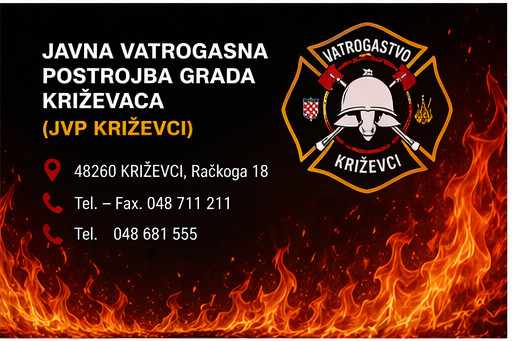 JAVNA VATROGASNA
POSTROJBA GRADA
KRIŽEVACA
(JVP KRIŽEVCI)
VATROGASTVO
KRIŽEVCI
48260 KRIŽEVCI, Račkoga 18
Tel. – Fax. 048 711 211
Tel. 048 681 555